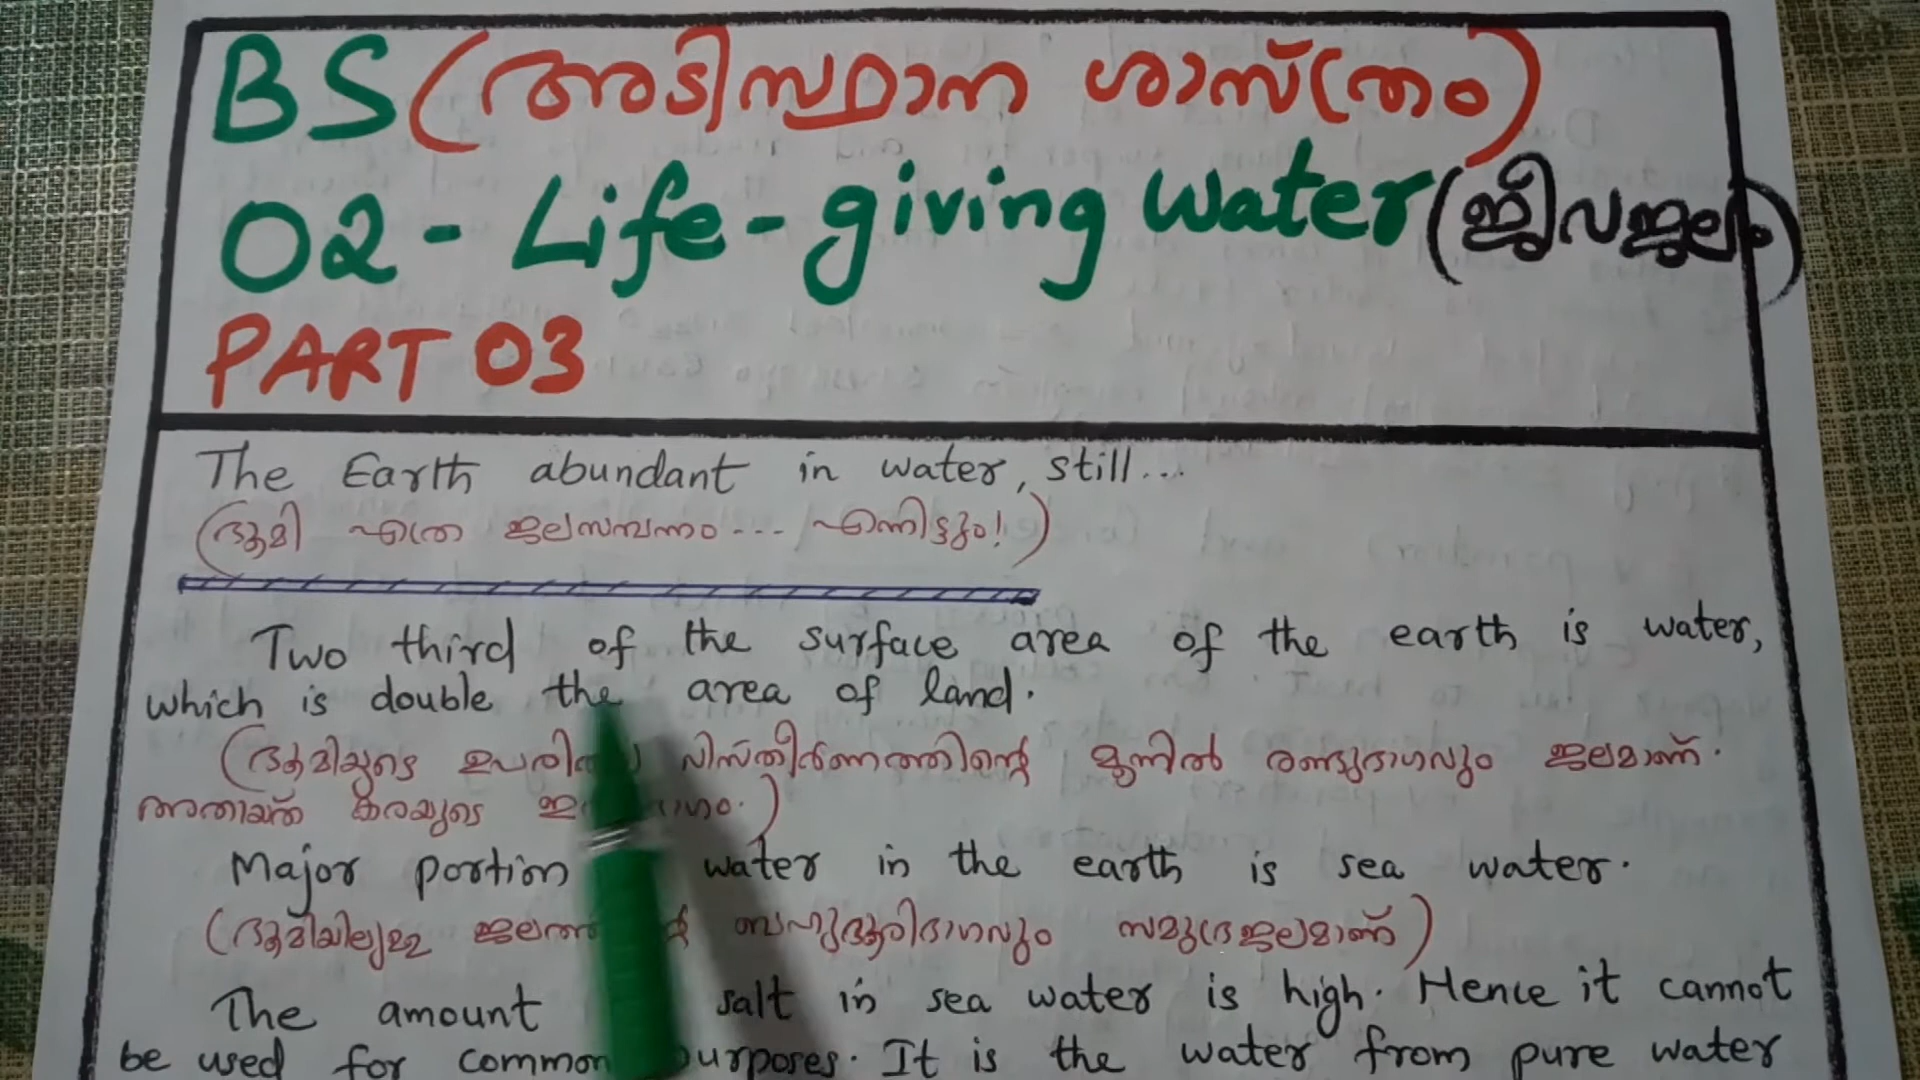 BS(അടിസ്ഥാന ശാസ്ത്രം)
02-Life-giving Water(ജീവജലം)
PART 03
The Earth abundant in water, still...
(ഭൂമി എത്ര ജലസമ്പന്നം--- എന്നിട്ടും!)
Two third of the surface area of the earth is water,
which is double the area of land.
(ഭൂമിയുടെ വിസ്തീർണത്തിന്റെ മൂന്നിൽ രണ്ടുഭാഗവും ജലമാണ്.
അതായത് കരയുടെ
Major portion water in the earth is sea water.
(ഭൂമിയിലുള്ള ബഹുഭൂരിഭാഗവും സമുദ്രജലമാണ്)
The amount salt in sea water is high. Hence it cannot
be used for common purposes. It is the water from pure water